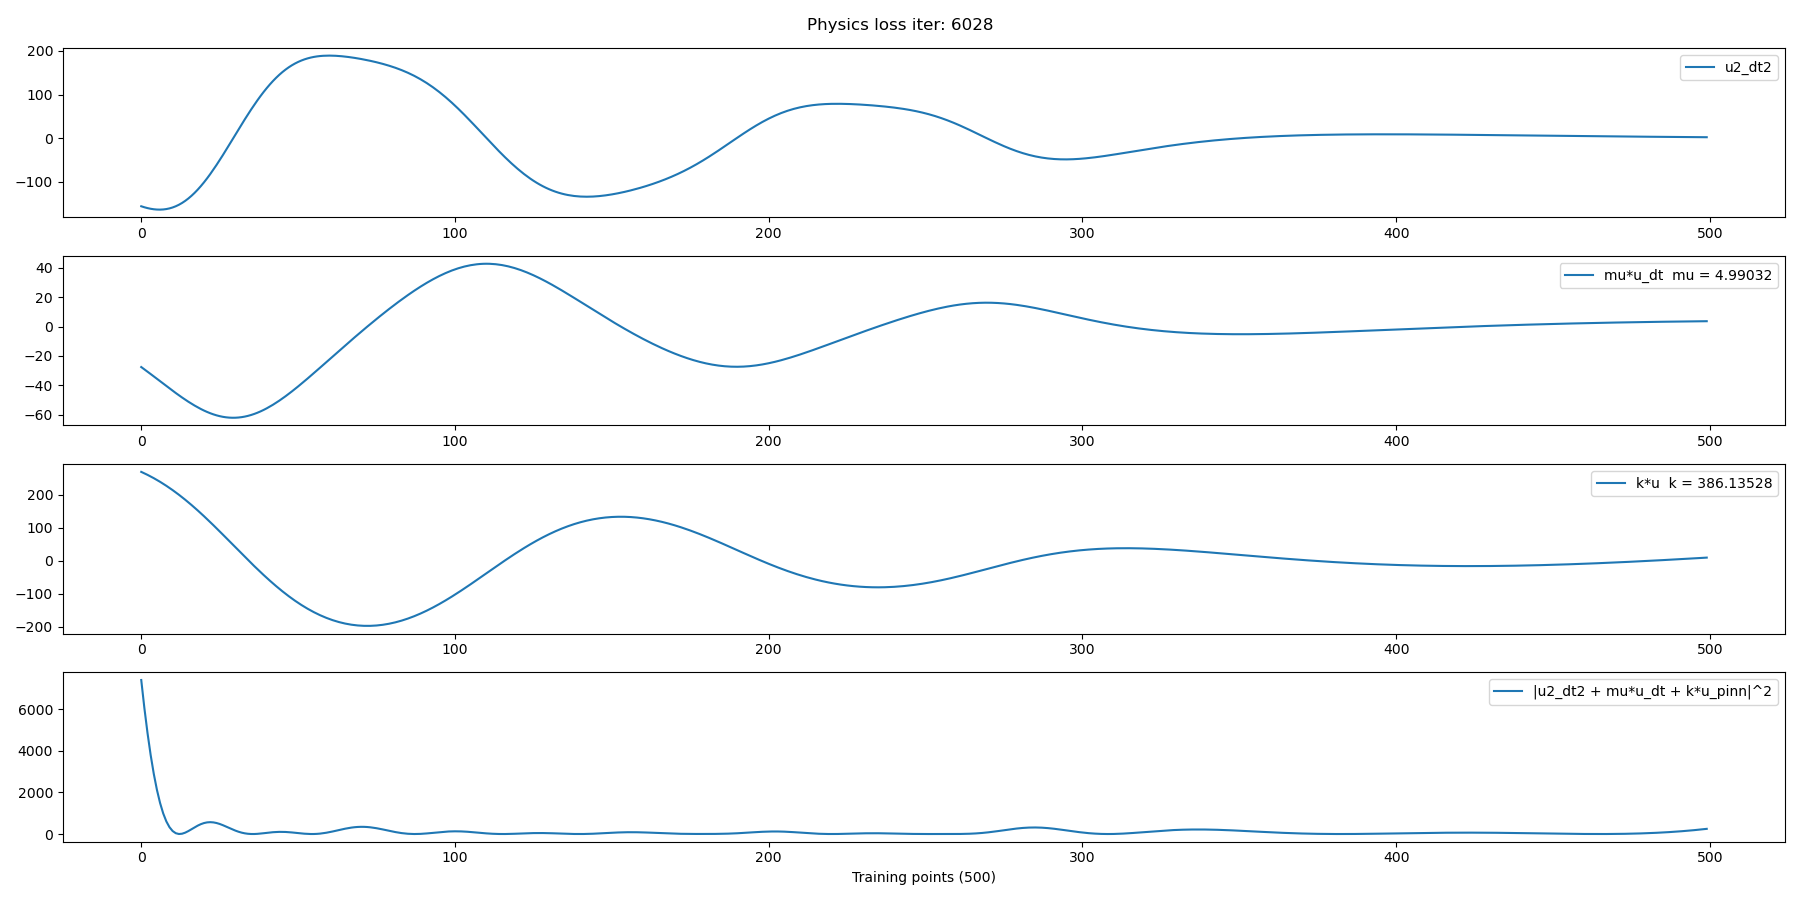 Physics loss iter: 6028
200
100
0
−100
u2_dt2
0 100 200 300 400 500
40
20
0
−20
−40
−60
mu*u_dt  mu = 4.99032
0 100 200 300 400 500
200
100
0
−100
−200
k*u  k = 386.13528
0 100 200 300 400 500
6000
4000
2000
0
|u2_dt2 + mu*u_dt + k*u_pinn|^2
0 100 200 300 400 500
Training points (500)